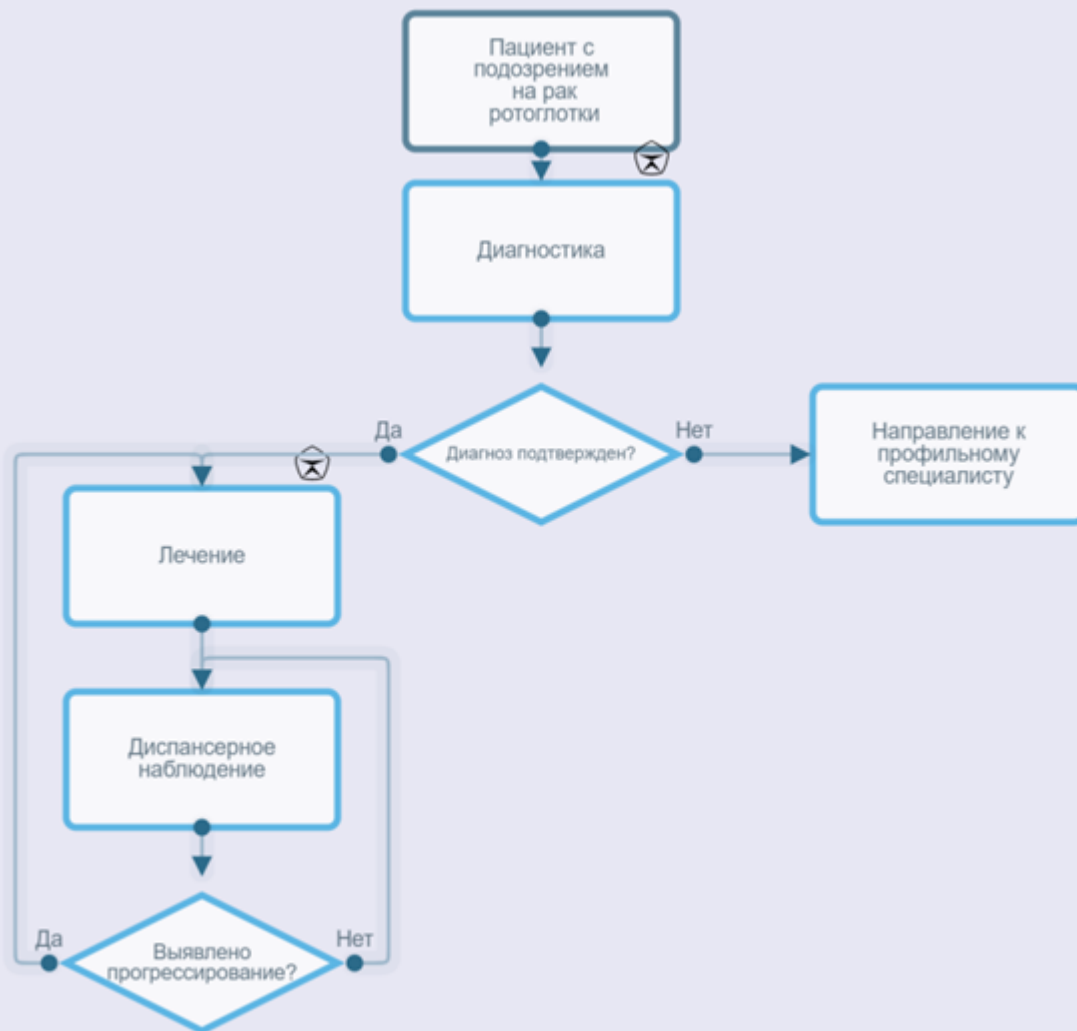 Пациент с
подозрением
на рак
ротоглотки
Диагностика
Да
Диагноз подтвержден?
Нет
Направление к
профильному
специалисту
Лечение
Диспансерное
наблюдение
Да
Выявлено
прогрессирование?
Нет